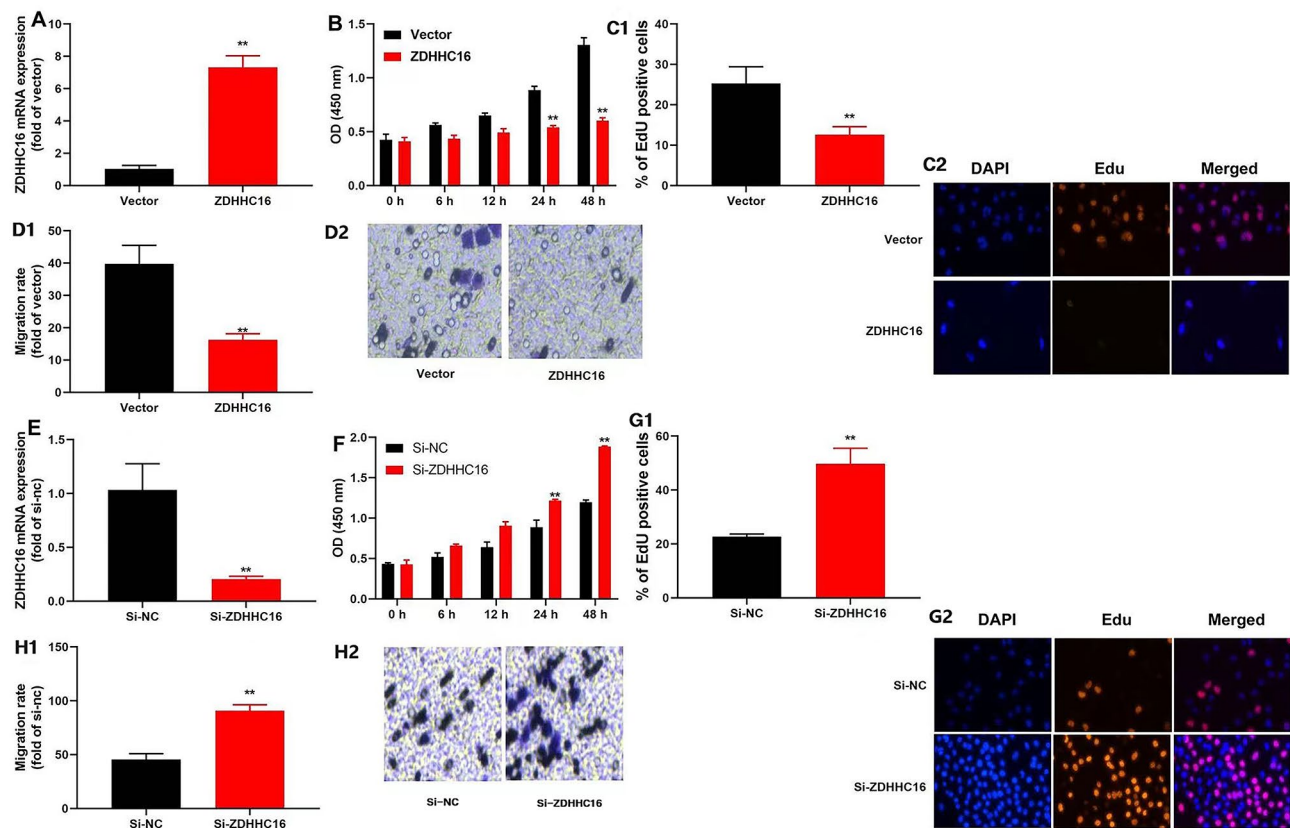 A
ZDHHC16 mRNA expression
(fold of vector)
10
8
6
4
2
0
**
Vector
ZDHHC16
B
OD (450 nm)
1.5
1.0
0.5
0.0
Vector
ZDHHC16
**
**
0 h
6 h
12 h
24 h
48 h
C1
% of EdU positive cells
40
30
20
10
0
**
Vector
ZDHHC16
C2
DAPI
Edu
Merged
Vector
ZDHHC16
D1
Migration rate
(fold of vector)
50
40
30
20
10
0
**
Vector
ZDHHC16
D2
Vector
ZDHHC16
E
ZDHHC16 mRNA expression
(fold of si-nc)
1.5
1.0
0.5
0.0
**
Si-NC
Si-ZDHHC16
F
OD (450 nm)
2.0
1.5
1.0
0.5
0.0
Si-NC
Si-ZDHHC16
**
**
0 h
6 h
12 h
24 h
48 h
G1
% of EdU positive cells
60
40
20
0
**
Si-NC
Si-ZDHHC16
G2
DAPI
Edu
Merged
Si-NC
Si-ZDHHC16
H1
Migration rate
(fold of si-nc)
150
100
50
0
**
Si-NC
Si-ZDHHC16
H2
Si-NC
Si-ZDHHC16